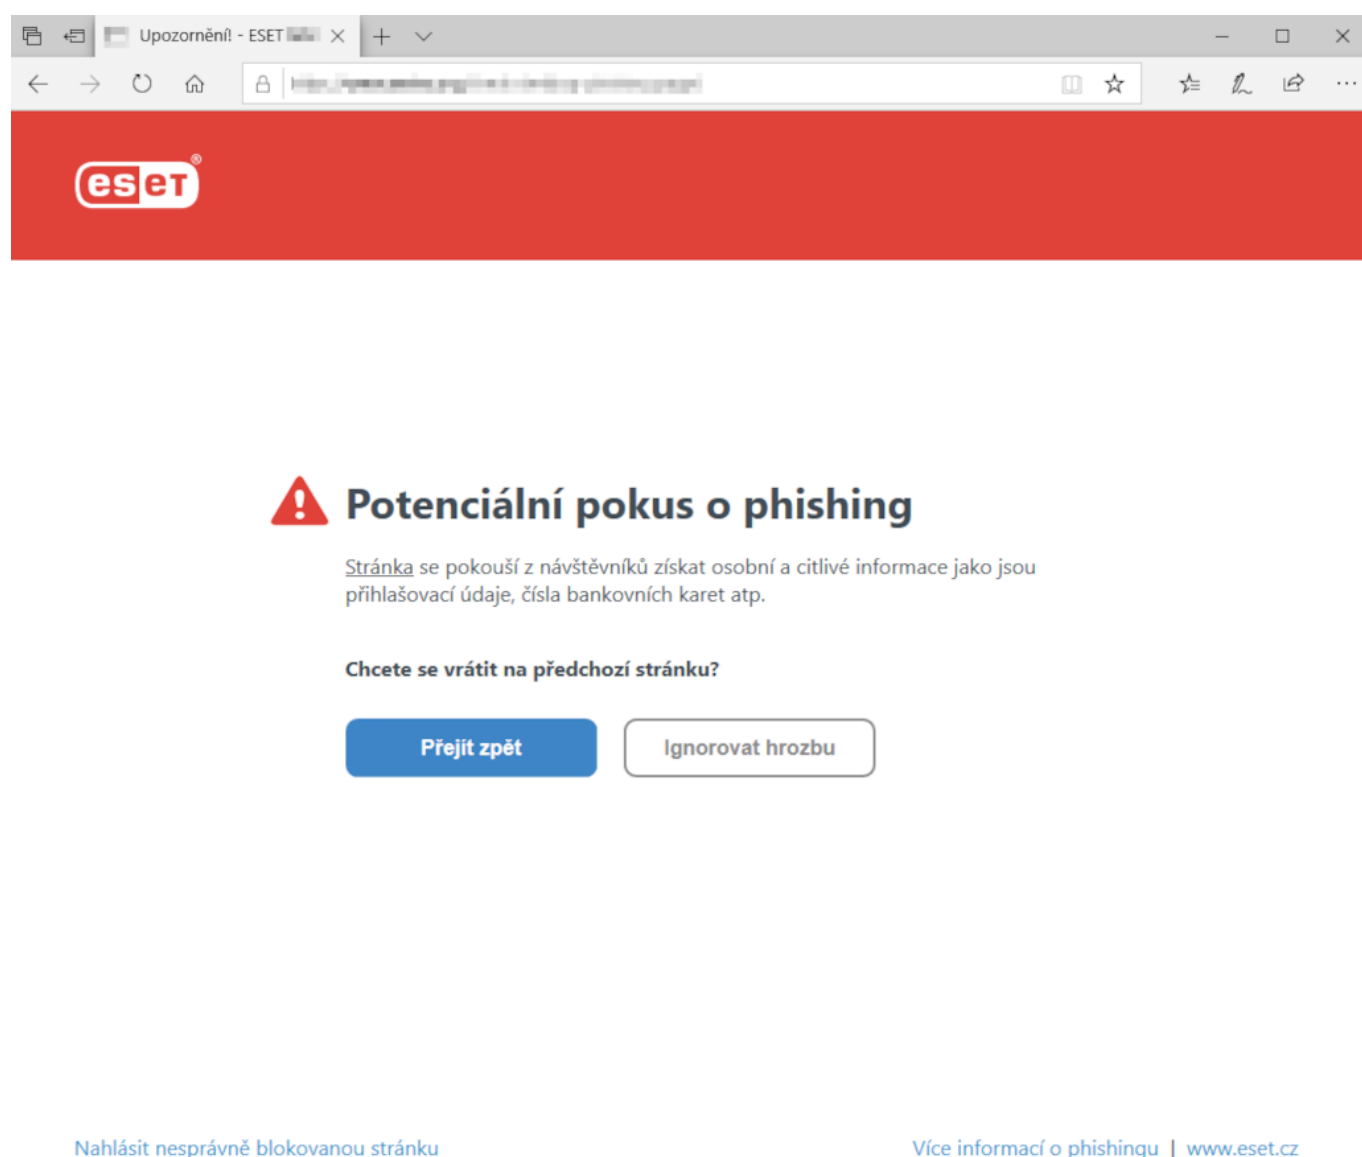 Upozornění! - ESET
eset®
Potenciální pokus o phishing
Stránka se pokouší z návštěvníků získat osobní a citlivé informace jako jsou
přihlašovací údaje, čísla bankovních karet atp.
Chcete se vrátit na předchozí stránku?
Přejít zpět
Ignorovat hrozbu
Nahlásit nesprávně blokovanou stránku
Více informací o phishingu | www.eset.cz